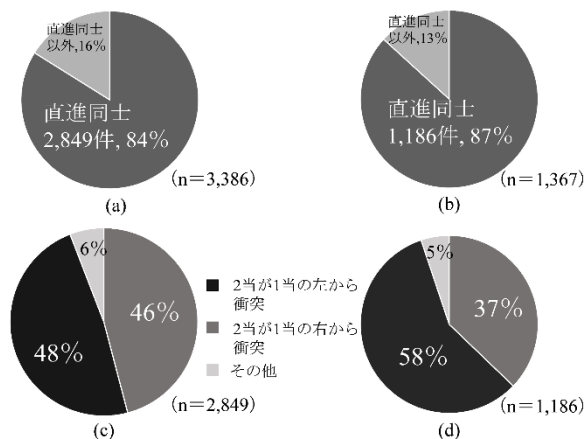 直進同士
以外,16%
直進同士
2,849件, 84%
(n＝3,386)
(a)
直進同士
以外,13%
直進同士
1,186件, 87%
(n＝1,367)
(b)
6%
46%
48%
(n＝2,849)
(c)
2当が1当の左から
衝突
2当が1当の右から
衝突
その他
5%
37%
58%
(n＝1,186)
(d)